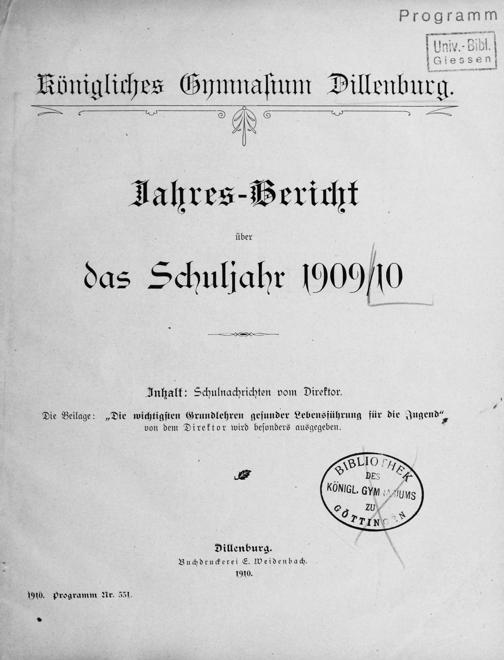 Programm
Univ.-Bibl.
Giessen
Königliches Gymnasium Dillenburg.
Jahres-Bericht
über
das Schuljahr 1909/10
Inhalt: Schulnachrichten vom Direktor.
Die Beilage: „Die wichtigsten Grundlehren gesunder Lebensführung für die Jugend“,
von dem Direktor wird besonders ausgegeben.
BIBLIOTHEK
DES
KÖNIGL. GYMNASIUMS
ZU
GÖTTINGEN
Dillenburg.
Buchdruckerei E. Weidenbach.
1910.
1910. Programm Nr. 551.